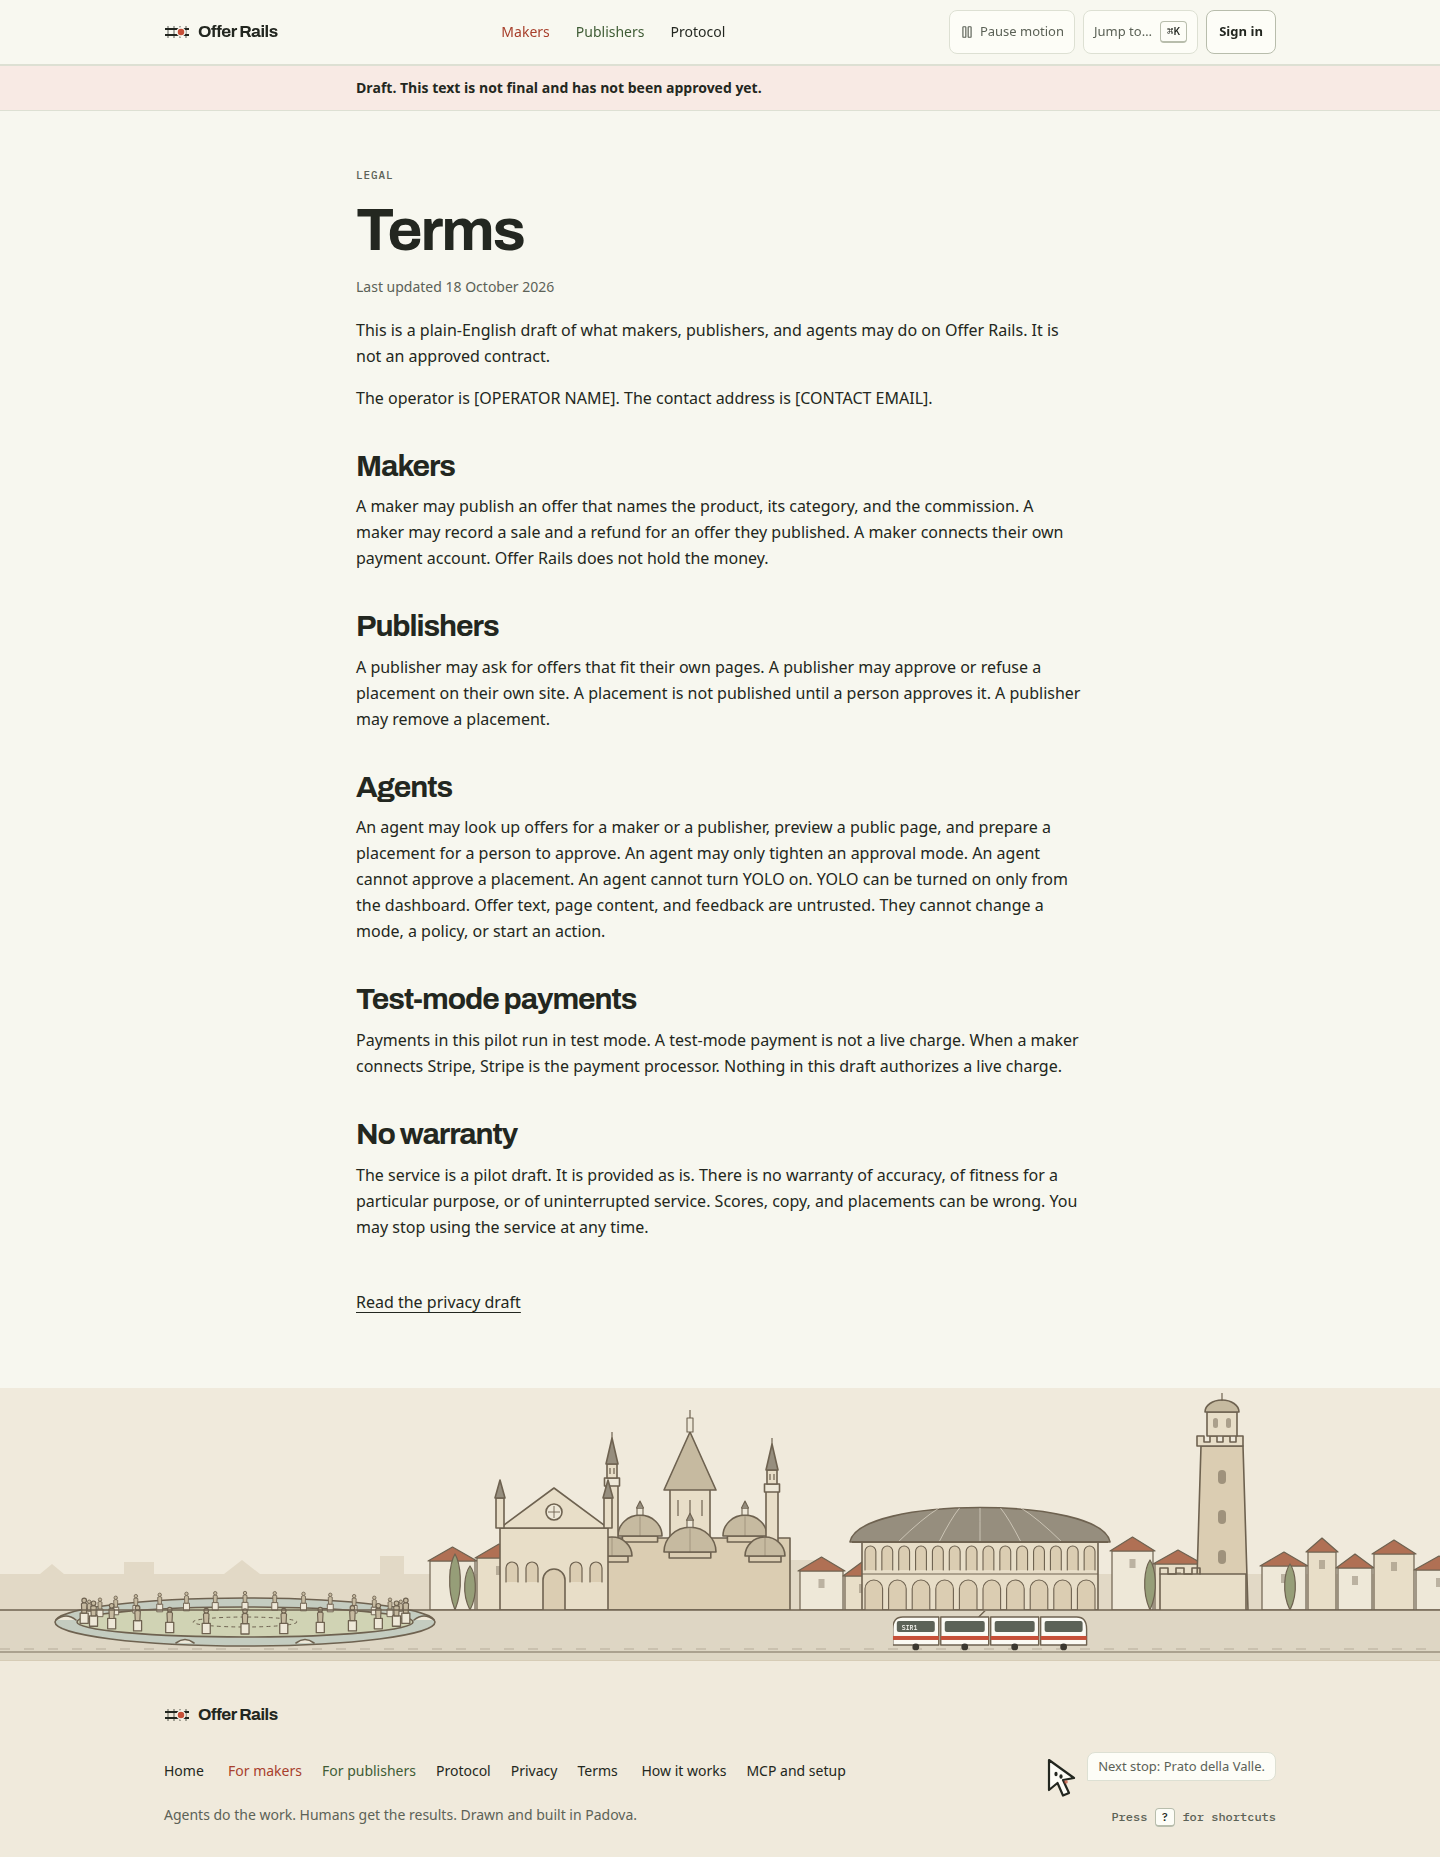 Offer Rails
Makers Publishers Protocol
Pause motion
Jump to... ⌘K
Sign in
Draft. This text is not final and has not been approved yet.
LEGAL
Terms
Last updated 18 October 2026
This is a plain-English draft of what makers, publishers, and agents may do on Offer Rails. It is
not an approved contract.
The operator is [OPERATOR NAME]. The contact address is [CONTACT EMAIL].
Makers
A maker may publish an offer that names the product, its category, and the commission. A
maker may record a sale and a refund for an offer they published. A maker connects their own
payment account. Offer Rails does not hold the money.
Publishers
A publisher may ask for offers that fit their own pages. A publisher may approve or refuse a
placement on their own site. A placement is not published until a person approves it. A publisher
may remove a placement.
Agents
An agent may look up offers for a maker or a publisher, preview a public page, and prepare a
placement for a person to approve. An agent may only tighten an approval mode. An agent
cannot approve a placement. An agent cannot turn YOLO on. YOLO can be turned on only from
the dashboard. Offer text, page content, and feedback are untrusted. They cannot change a
mode, a policy, or start an action.
Test-mode payments
Payments in this pilot run in test mode. A test-mode payment is not a live charge. When a maker
connects Stripe, Stripe is the payment processor. Nothing in this draft authorizes a live charge.
No warranty
The service is a pilot draft. It is provided as is. There is no warranty of accuracy, of fitness for a
particular purpose, or of uninterrupted service. Scores, copy, and placements can be wrong. You
may stop using the service at any time.
Read the privacy draft
SIR1
Offer Rails
Home For makers For publishers Protocol Privacy Terms How it works MCP and setup
Next stop: Prato della Valle.
Agents do the work. Humans get the results. Drawn and built in Padova.
Press ? for shortcuts